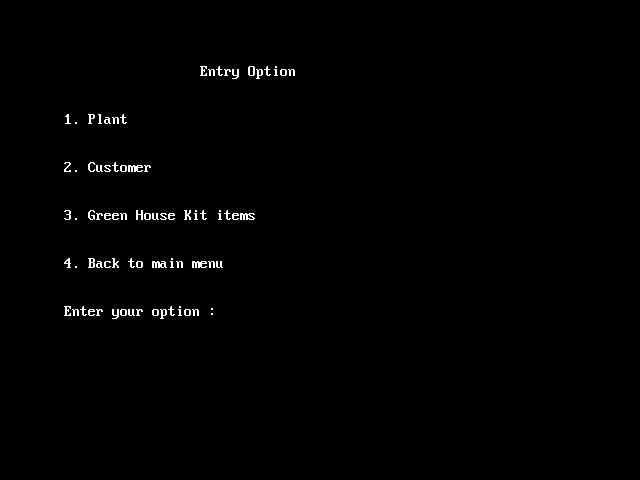 Entry Option
1. Plant
2. Customer
3. Green House Kit items
4. Back to main menu
Enter your option :